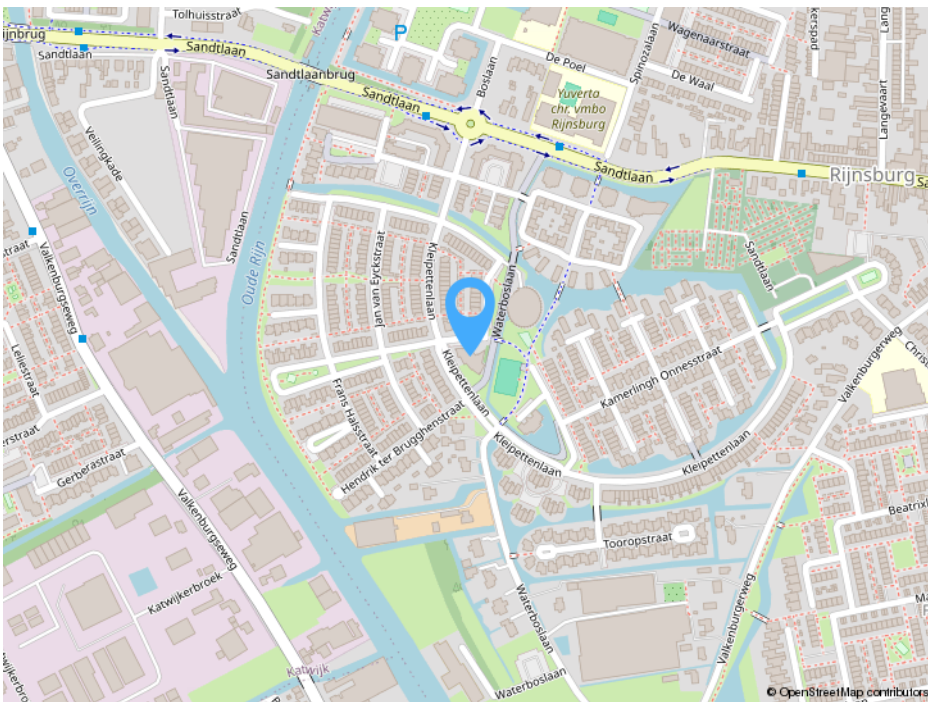 Tolhuisstraat
Katwijk
P
Wagenaarstraat
Langevaart
ijnbrug
Sandtlaan
Sandtlaan
Sandtlaanbrug
Boslaan
De Poel
Spinozalaan
De Waal
Sandtlaan
Sandtlaan
Yuverta
chr. vmbo
Rijnsburg
Veilingkade
Sandtlaan
Rijnsburg
Overrijn
Oude Rijn
Sandtlaan
Jan van Eyckstraat
Kleipettenlaan
Waterboslaan
Sandtlaan
Valkenburgseweg
Leliestraat
Kleipettenlaan
Kamerlingh Onnesstraat
Valkenburgerweg
Frans Halsstraat
Hendrik ter Brugghenstraat
Gerberastraat
Kleipettenlaan
Kleipettenlaan
Valkenburgseweg
Tooropstraat
Katwijkerbroek
Waterboslaan
Valkenburgerweg
Katwijk
Waterboslaan
© OpenStreetMap contributors